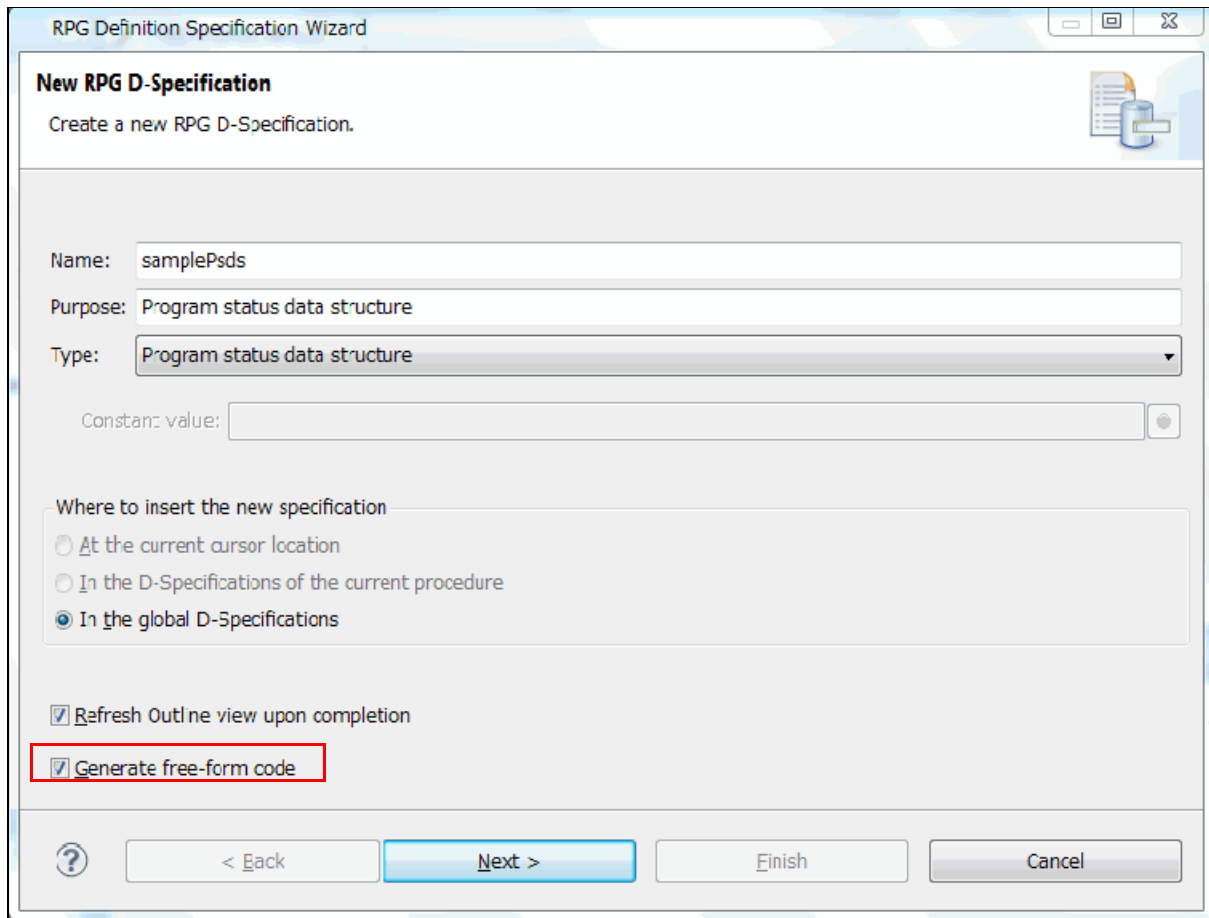 RPG Definition Specification Wizard
New RPG D-Specification
Create a new RPG D-Specification.
Name: samplePsds
Purpose: Program status data structure
Type: Program status data structure
Constant value:
Where to insert the new specification
At the current cursor location
In the D-Specifications of the current procedure
In the global D-Specifications
Refresh Outline view upon completion
Generate free-form code
? < Back Next > Finish Cancel